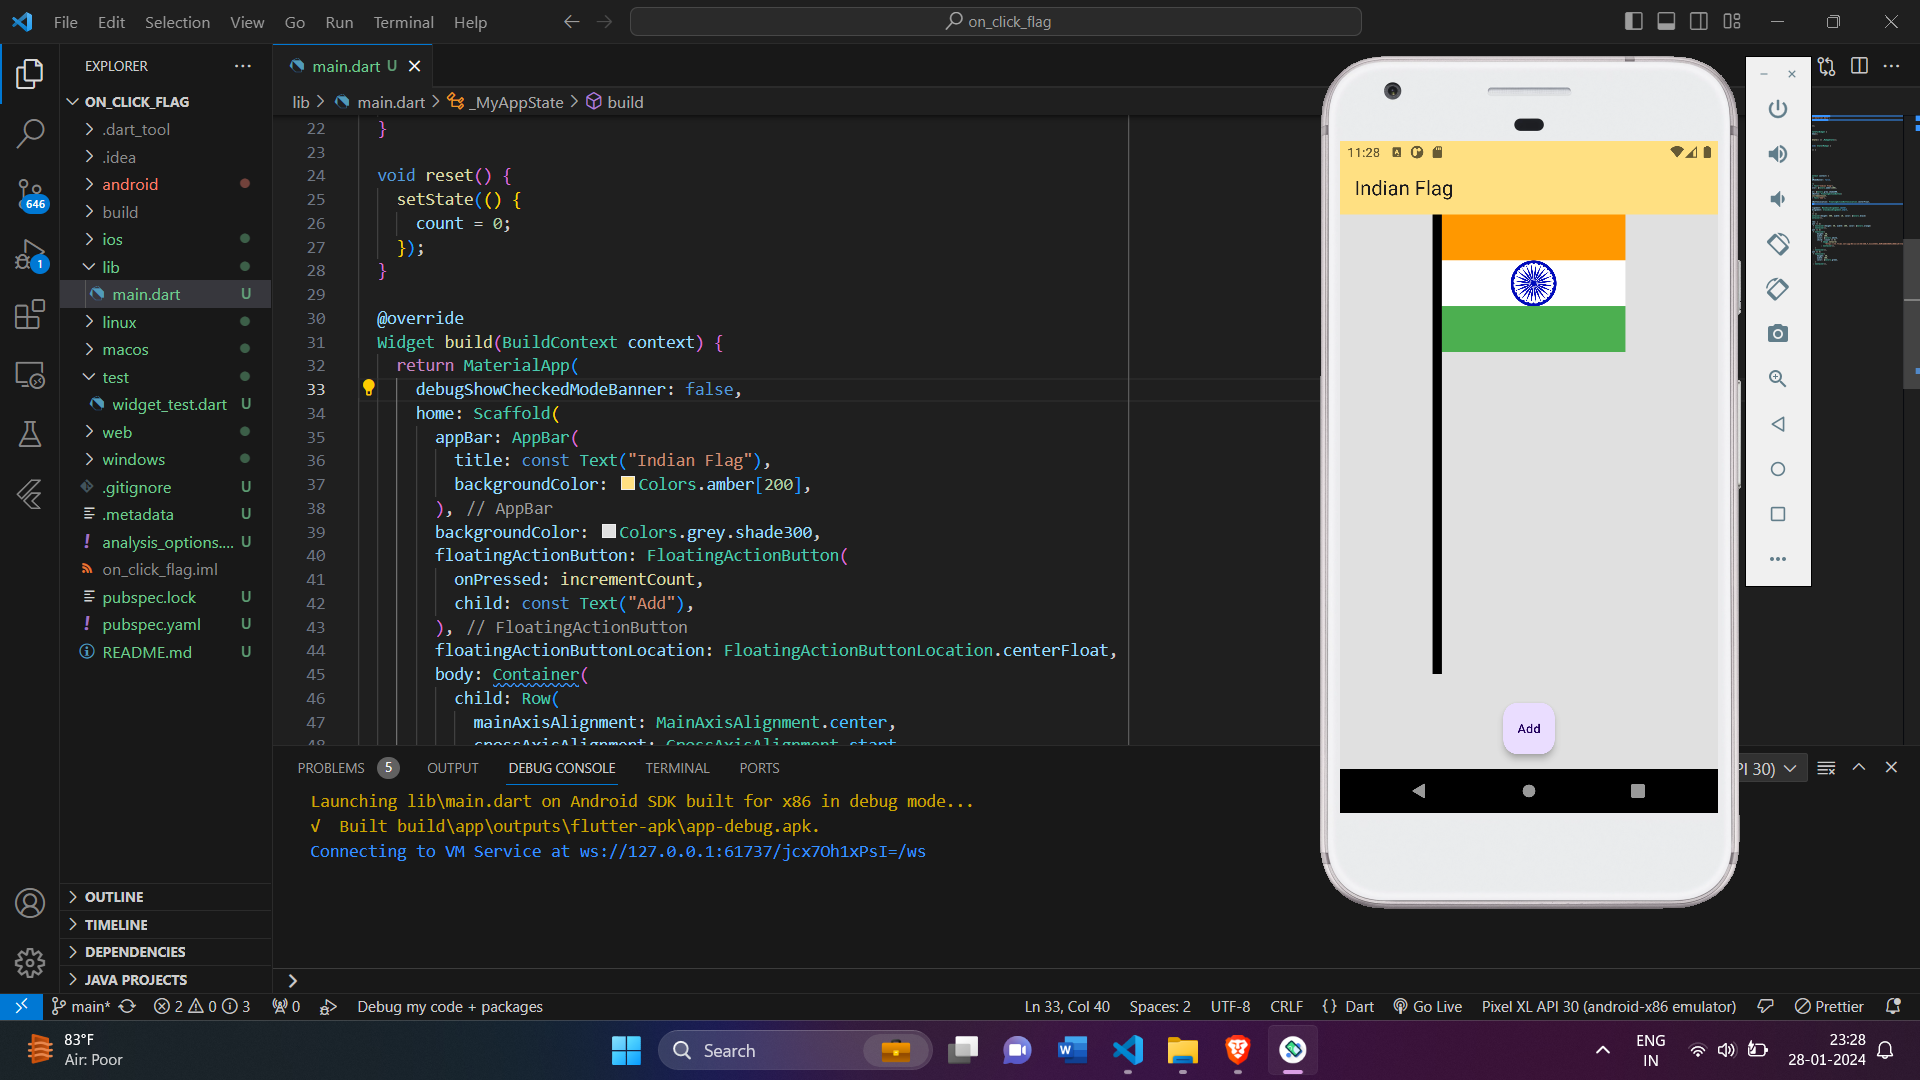 File Edit Selection View Go Run Terminal Help
on_click_flag
EXPLORER
ON_CLICK_FLAG
.dart_tool
.idea
android
build
ios
lib
main.dart U
linux
macos
test
widget_test.dart U
web
windows
.gitignore U
.metadata U
analysis_options.... U
on_click_flag.iml
pubspec.lock U
pubspec.yaml U
README.md U
OUTLINE
TIMELINE
DEPENDENCIES
JAVA PROJECTS
646
1
main.dart U
lib > main.dart > _MyAppState > build
22 }
23
24 void reset() {
25 setState(() {
26 count = 0;
27 });
28 }
29
30 @override
31 Widget build(BuildContext context) {
32 return MaterialApp(
33 debugShowCheckedModeBanner: false,
34 home: Scaffold(
35 appBar: AppBar(
36 title: const Text("Indian Flag"),
37 backgroundColor: Colors.amber[200],
38 ), // AppBar
39 backgroundColor: Colors.grey.shade300,
40 floatingActionButton: FloatingActionButton(
41 onPressed: incrementCount,
42 child: const Text("Add"),
43 ), // FloatingActionButton
44 floatingActionButtonLocation: FloatingActionButtonLocation.centerFloat,
45 body: Container(
46 child: Row(
47 mainAxisAlignment: MainAxisAlignment.center,
48 crossAxisAlignment: CrossAxisAlignment.start
11:28
Indian Flag
Add
PROBLEMS 5 OUTPUT DEBUG CONSOLE TERMINAL PORTS
PI 30)
Launching lib\main.dart on Android SDK built for x86 in debug mode...
√ Built build\app\outputs\flutter-apk\app-debug.apk.
Connecting to VM Service at ws://127.0.0.1:61737/jcx7Oh1xPsI=/ws
main* 2 0 3 0 Debug my code + packages
Ln 33, Col 40 Spaces: 2 UTF-8 CRLF {} Dart Go Live Pixel XL API 30 (android-x86 emulator) Prettier
83°F
Air: Poor
Search
ENG
IN
23:28
28-01-2024